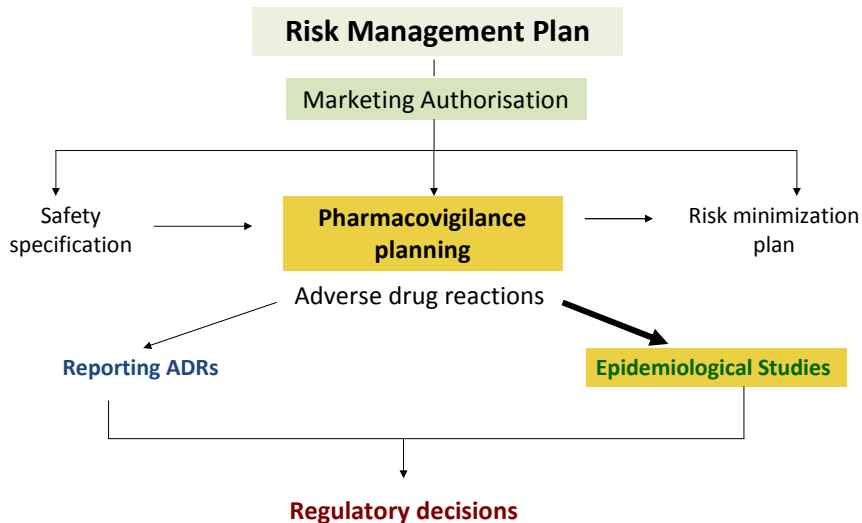 Risk Management Plan
Marketing Authorisation
Safety
specification
Pharmacovigilance
planning
Risk minimization
plan
Adverse drug reactions
Reporting ADRs
Epidemiological Studies
Regulatory decisions